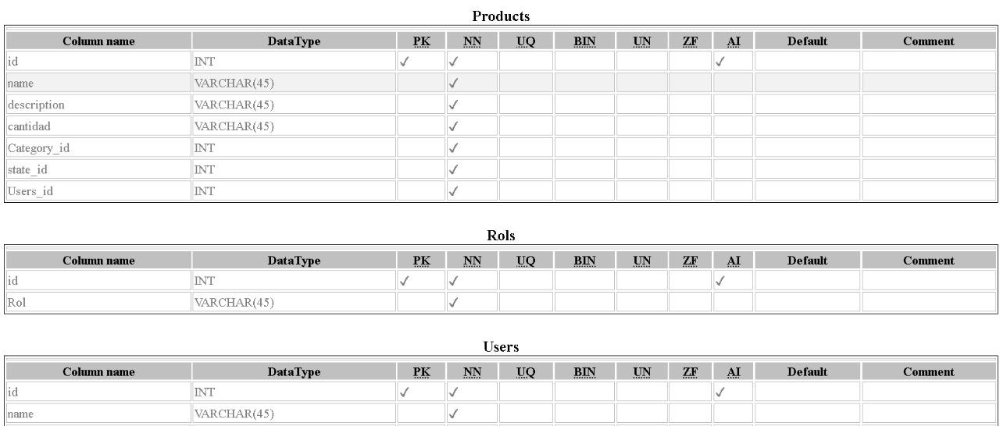 Products
Column name DataType PK NN UQ BIN UN ZF AI Default Comment
id INT ✓ ✓ ✓
name VARCHAR(45) ✓
description VARCHAR(45) ✓
cantidad VARCHAR(45) ✓
Category_id INT ✓
state_id INT ✓
Users_id INT ✓
Rols
Column name DataType PK NN UQ BIN UN ZF AI Default Comment
id INT ✓ ✓ ✓
Rol VARCHAR(45) ✓
Users
Column name DataType PK NN UQ BIN UN ZF AI Default Comment
id INT ✓ ✓ ✓
name VARCHAR(45) ✓